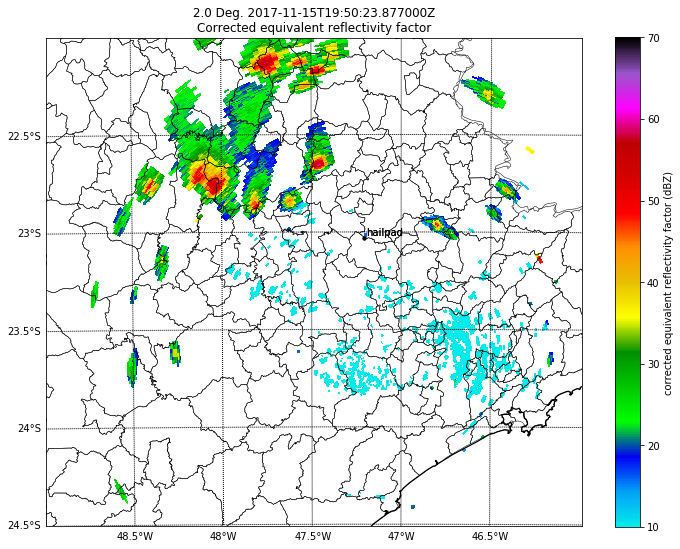 2.0 Deg. 2017-11-15T19:50:23.877000Z
Corrected equivalent reflectivity factor
22.5°S
23°S
23.5°S
24°S
24.5°S
48.5°W
48°W
47.5°W
47°W
46.5°W
hailpad
70
60
50
40
30
20
10
corrected equivalent reflectivity factor (dBZ)